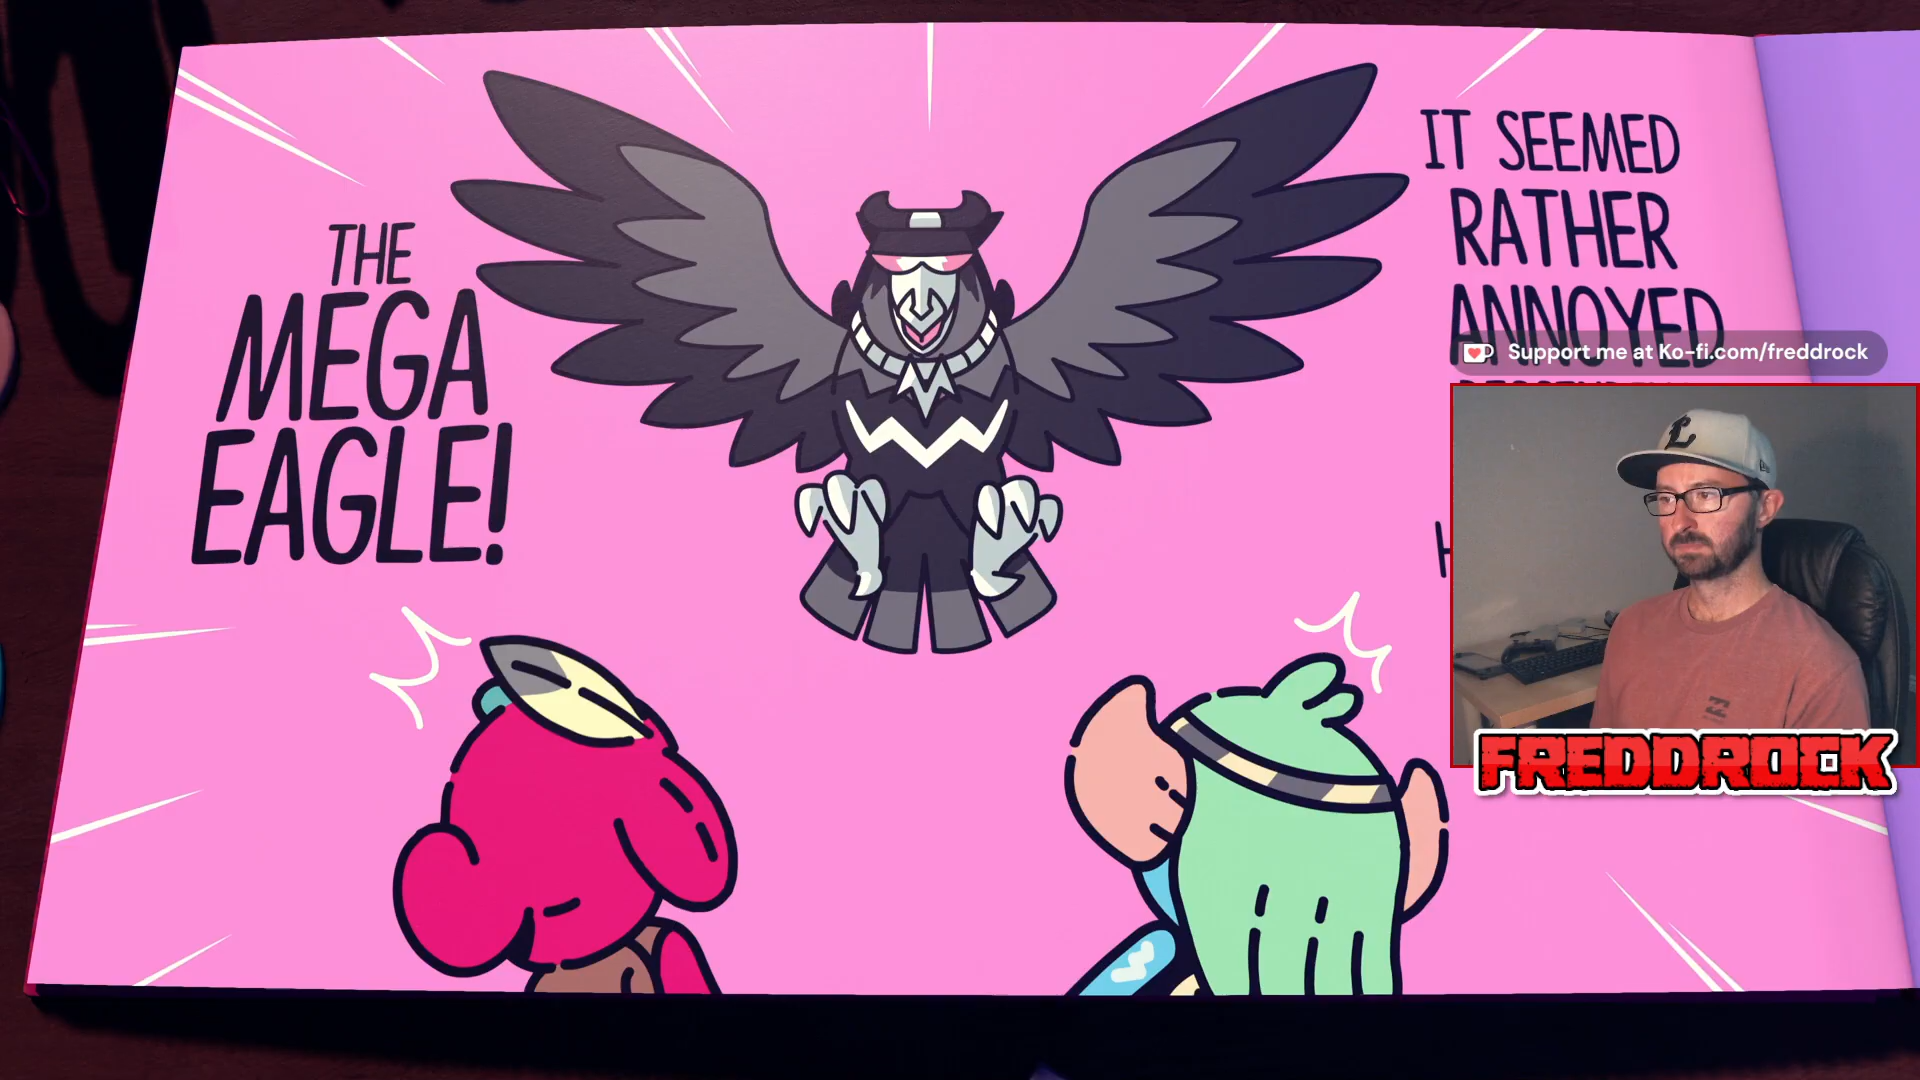 THE
MEGA
EAGLE!
IT SEEMED
RATHER
ANNOYED
Support me at Ko-fi.com/freddrock
FREDDROCK